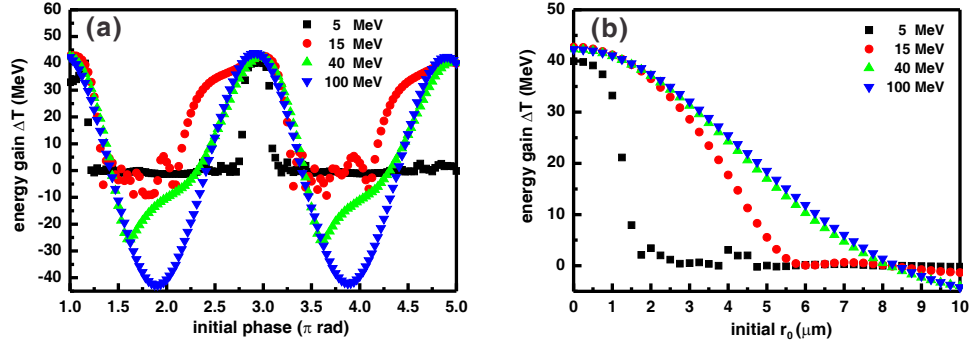 (a)
5 MeV
15 MeV
40 MeV
100 MeV
energy gain ΔT (MeV)
50
40
30
20
10
0
-10
-20
-30
-40
1.0 1.5 2.0 2.5 3.0 3.5 4.0 4.5 5.0
initial phase (π rad)
(b)
5 MeV
15 MeV
40 MeV
100 MeV
energy gain ΔT (MeV)
50
40
30
20
10
0
0 1 2 3 4 5 6 7 8 9 10
initial r₀ (μm)